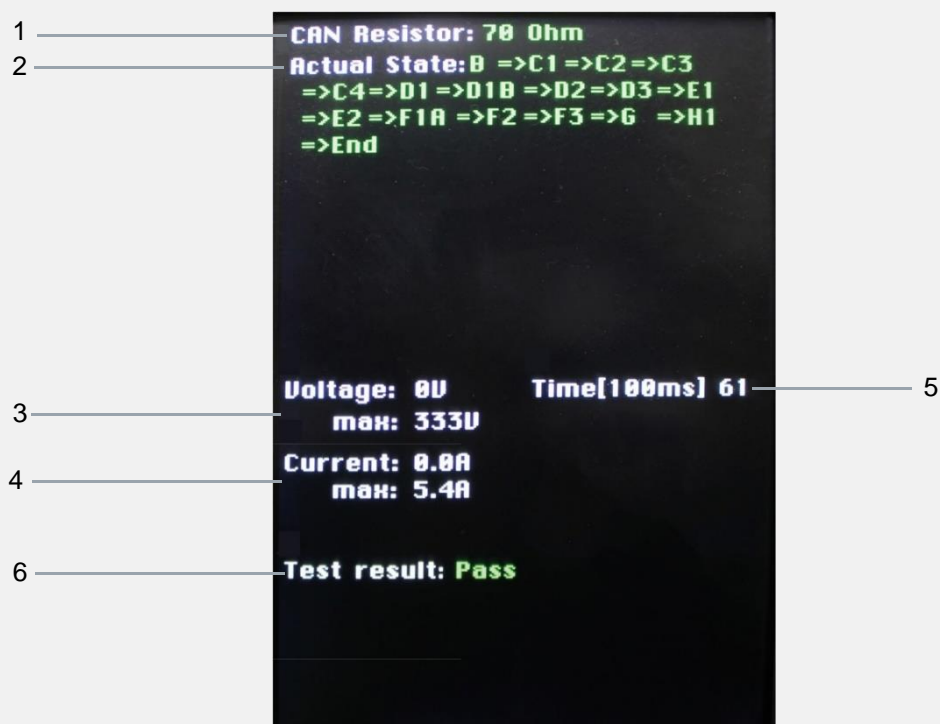 1
CAN Resistor: 70 Ohm
2
Actual State: B =>C1 =>C2 =>C3
=>C4 =>D1 =>D1B =>D2 =>D3 =>E1
=>E2 =>F1A =>F2 =>F3 =>G =>H1
=>End
Voltage: 0V Time[100ms] 61
5
3
max: 333V
Current: 0.0A
4
max: 5.4A
6
Test result: Pass